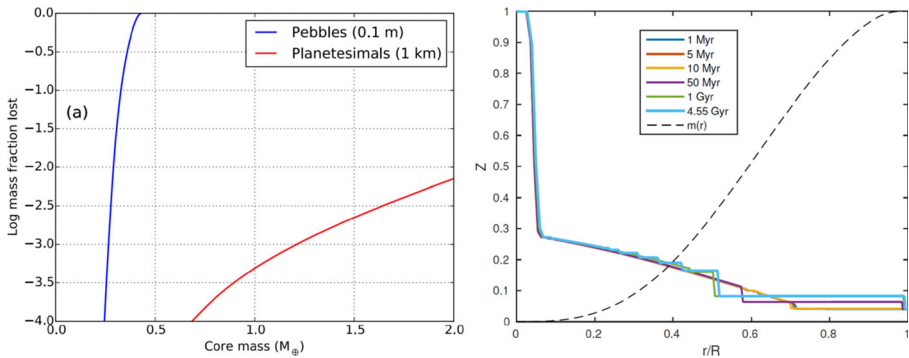 0.0
-0.5
-1.0
-1.5
-2.0
-2.5
-3.0
-3.5
-4.0
Log mass fraction lost
(a)
Pebbles (0.1 m)
Planetesimals (1 km)
0.0 0.5 1.0 1.5 2.0
Core mass (M⊕)
1
0.9
0.8
0.7
0.6
0.5
0.4
0.3
0.2
0.1
0
Z
1 Myr
5 Myr
10 Myr
50 Myr
1 Gyr
4.55 Gyr
m(r)
0 0.2 0.4 0.6 0.8 1
r/R